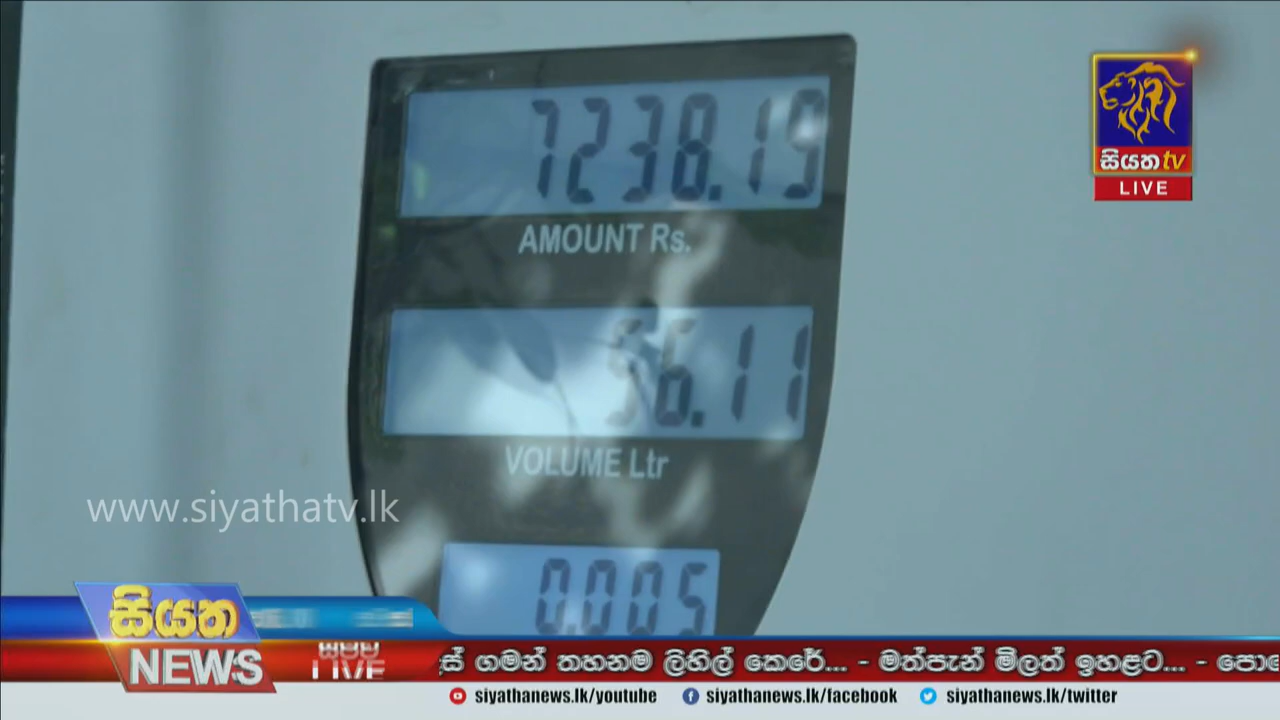 7238.19
AMOUNT Rs.
56.11
VOLUME Ltr
0.005
සියත tv
LIVE
www.siyathatv.lk
සියත
NEWS
LIVE
ගමන් තහනම ලිහිල් කෙරේ... - මත්පැන් මිලත් ඉහළට... -
siyathanews.lk/youtube siyathanews.lk/facebook siyathanews.lk/twitter